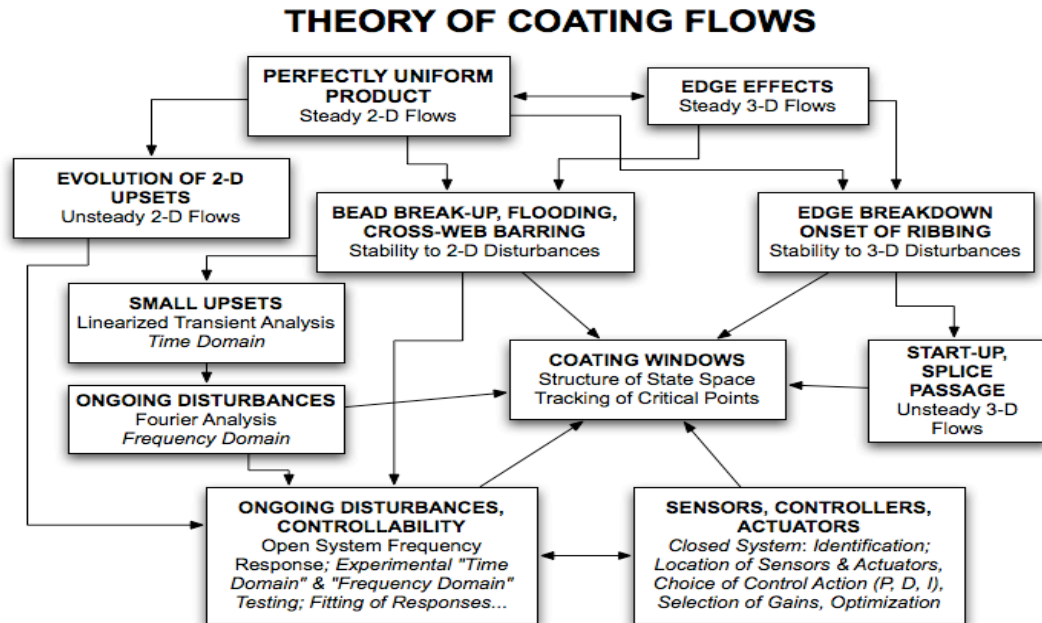 THEORY OF COATING FLOWS
PERFECTLY UNIFORM
PRODUCT
Steady 2-D Flows
EDGE EFFECTS
Steady 3-D Flows
EVOLUTION OF 2-D
UPSETS
Unsteady 2-D Flows
BEAD BREAK-UP, FLOODING,
CROSS-WEB BARRING
Stability to 2-D Disturbances
EDGE BREAKDOWN
ONSET OF RIBBING
Stability to 3-D Disturbances
SMALL UPSETS
Linearized Transient Analysis
Time Domain
COATING WINDOWS
Structure of State Space
Tracking of Critical Points
START-UP,
SPLICE
PASSAGE
Unsteady 3-D
Flows
ONGOING DISTURBANCES
Fourier Analysis
Frequency Domain
ONGOING DISTURBANCES,
CONTROLLABILITY
Open System Frequency
Response; Experimental "Time
Domain" & "Frequency Domain"
Testing; Fitting of Responses...
SENSORS, CONTROLLERS,
ACTUATORS
Closed System: Identification;
Location of Sensors & Actuators,
Choice of Control Action (P, D, I),
Selection of Gains, Optimization